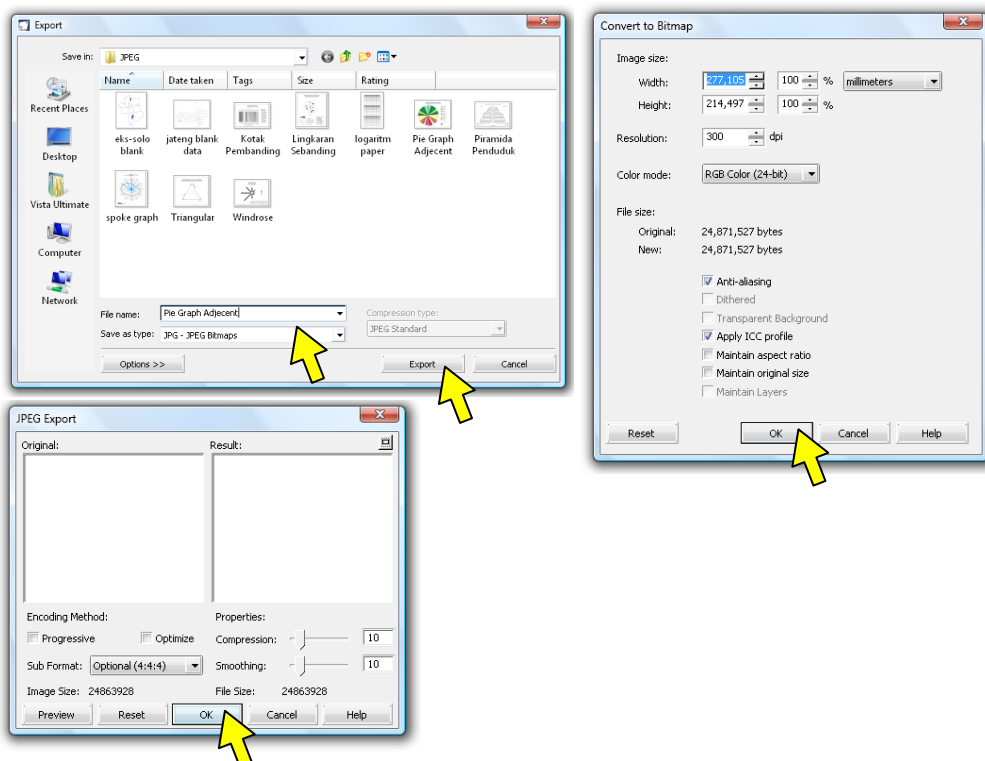 Export
Save in: JPEG
Name Date taken Tags Size Rating
Recent Places
Desktop
Vista Ultimate
Computer
Network
eks-solo blank
jateng blank data
Kotak Pembanding
Lingkaran Sebanding
logaritm paper
Pie Graph Adjecent
Piramida Penduduk
spoke graph
Triangular
Windrose
File name: Pie Graph Adjecent
Save as type: JPG - JPEG Bitmaps
Compression type:
JPEG Standard
Options >>
Export
Cancel
Convert to Bitmap
Image size:
Width: 277,105 100 % millimeters
Height: 214,497 100 %
Resolution: 300 dpi
Color mode: RGB Color (24-bit)
File size:
Original: 24,871,527 bytes
New: 24,871,527 bytes
Anti-aliasing
Dithered
Transparent Background
Apply ICC profile
Maintain aspect ratio
Maintain original size
Maintain Layers
Reset OK Cancel Help
JPEG Export
Original: Result:
Encoding Method:
Progressive Optimize
Sub Format: Optional (4:4:4)
Image Size: 24863928
Properties:
Compression: 10
Smoothing: 10
File Size: 24863928
Preview Reset OK Cancel Help